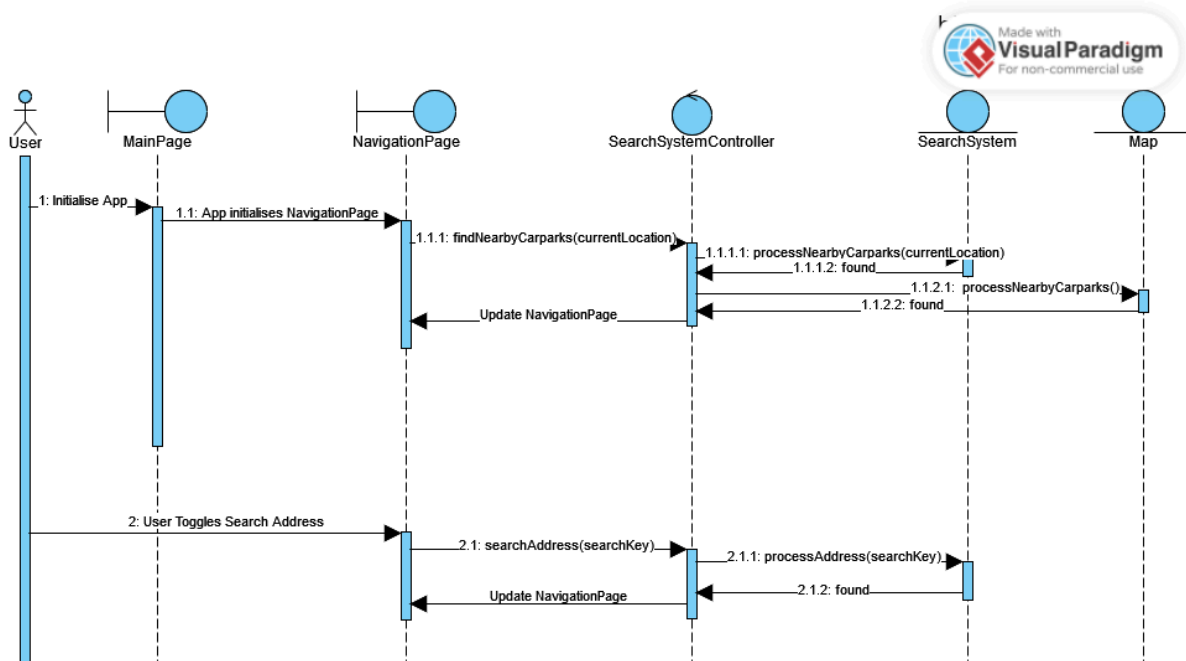 Made with
VisualParadigm
For non-commercial use
User
MainPage
NavigationPage
SearchSystemController
SearchSystem
Map
1: Initialise App
1.1: App initialises NavigationPage
1.1.1: findNearbyCarparks(currentLocation)
1.1.1.1: processNearbyCarparks(currentLocation)
1.1.1.2: found
1.1.2.1: processNearbyCarparks()
1.1.2.2: found
Update NavigationPage
2: User Toggles Search Address
2.1: searchAddress(searchKey)
2.1.1: processAddress(searchKey)
2.1.2: found
Update NavigationPage